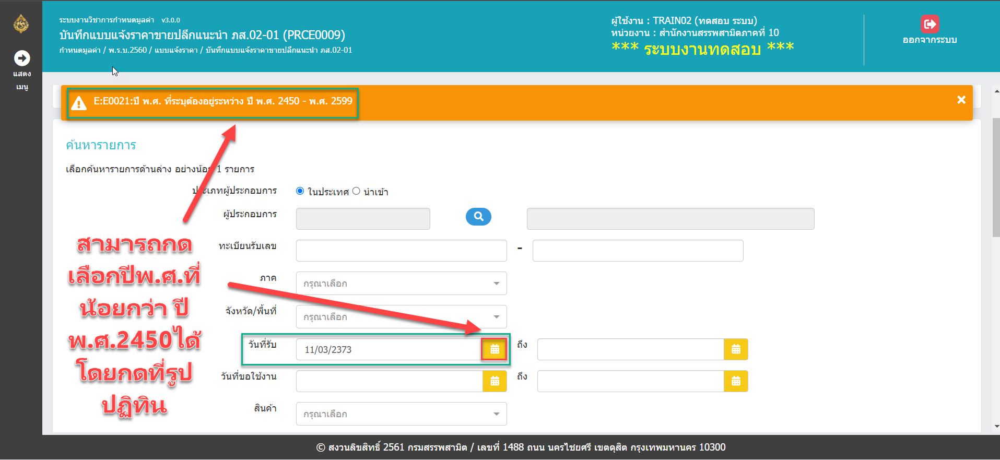 ระบบงานวิชาการกำหนดมูลค่า v3.0.0
บันทึกแบบแจ้งราคาขายปลีกแนะนำ ภส.02-01 (PRCE0009)
กำหนดมูลค่า / พ.ร.บ.2560 / แบบแจ้งราคา / บันทึกแบบแจ้งราคาขายปลีกแนะนำ ภส.02-01
ผู้ใช้งาน : TRAIN02 (ทดสอบ ระบบ)
หน่วยงาน : สำนักงานสรรพสามิตภาคที่ 10
*** ระบบงานทดสอบ ***
ออกจากระบบ
แสดง
เมนู
E:E0021:ปี พ.ศ. ที่ระบุต้องอยู่ระหว่าง ปี พ.ศ. 2450 - พ.ศ. 2599
ค้นหารายการ
เลือกค้นหารายการด้านล่าง อย่างน้อย 1 รายการ
ประเภทผู้ประกอบการ ในประเทศ นำเข้า
ผู้ประกอบการ
ทะเบียนรับเลข -
ภาค กรุณาเลือก
จังหวัด/พื้นที่ กรุณาเลือก
วันที่รับ 11/03/2373 ถึง
วันที่ขอใช้งาน ถึง
สินค้า กรุณาเลือก
สามารถกด
เลือกปีพ.ศ.ที่
น้อยกว่า ปี
พ.ศ.2450ได้
โดยกดที่รูป
ปฏิทิน
© สงวนลิขสิทธิ์ 2561 กรมสรรพสามิต / เลขที่ 1488 ถนน นครไชยศรี เขตดุสิต กรุงเทพมหานคร 10300